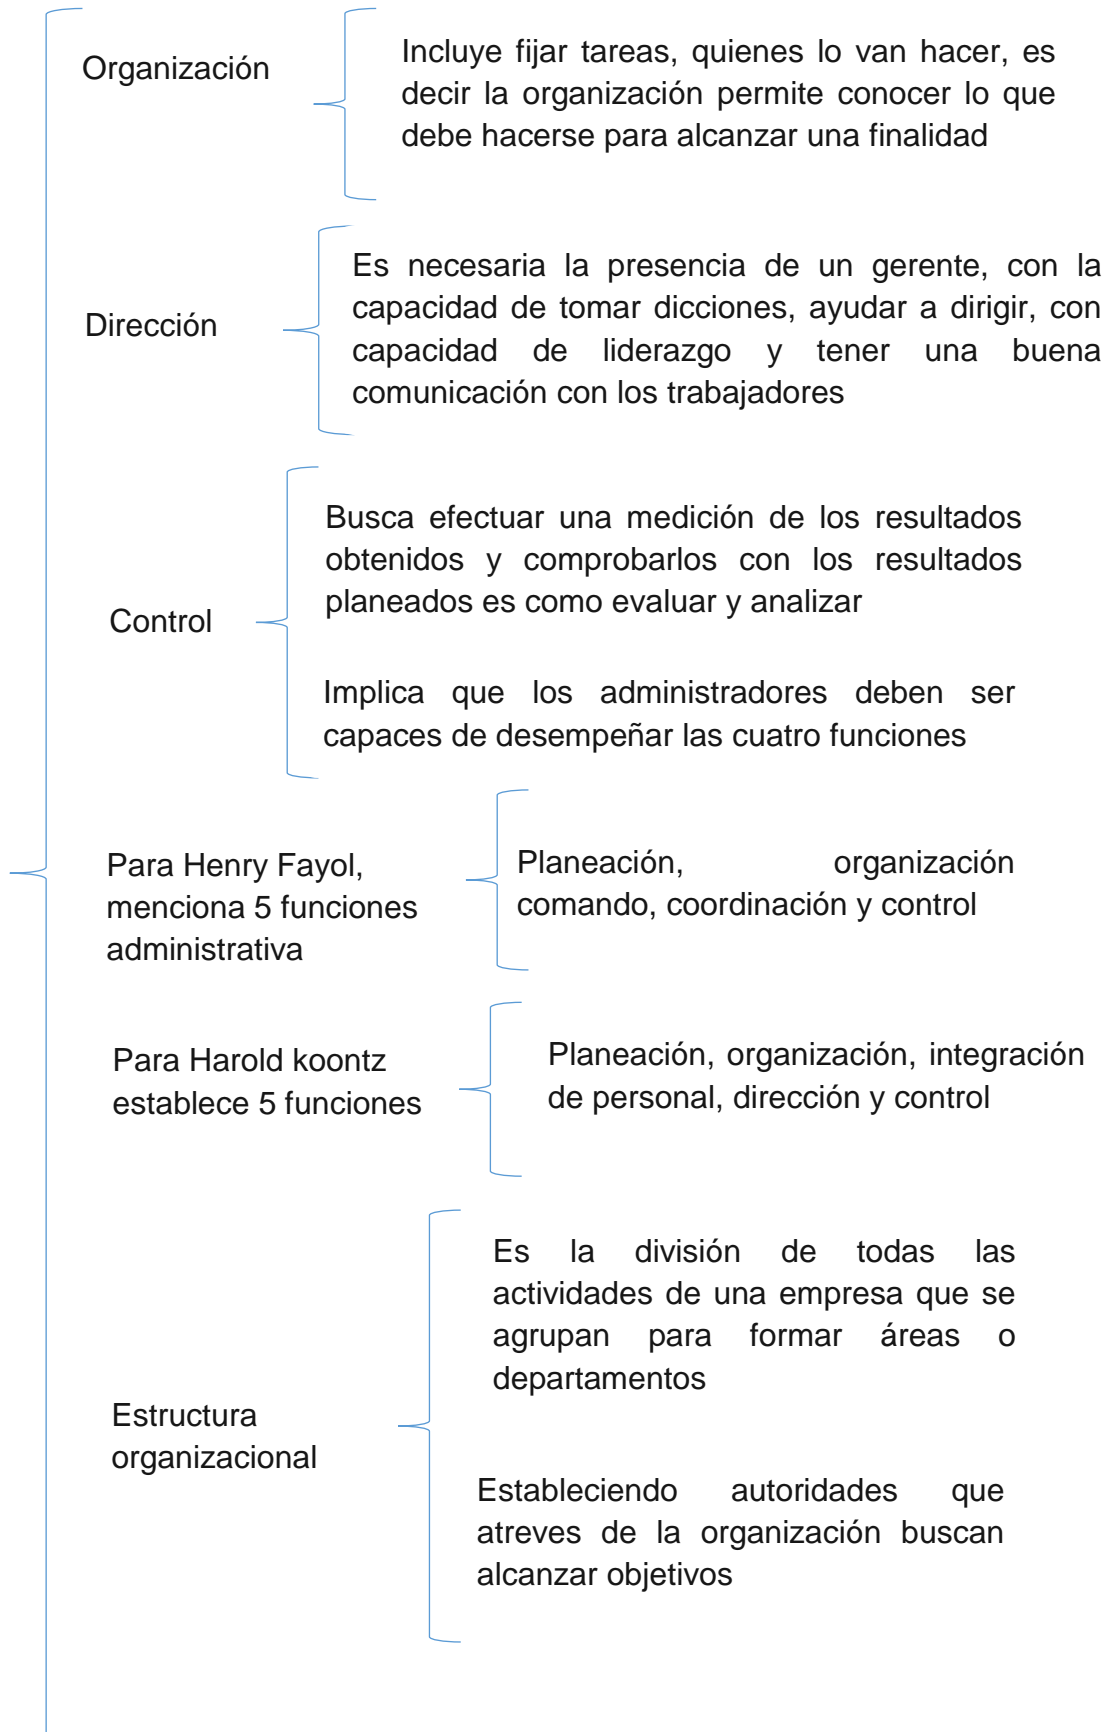 Organización
Incluye fijar tareas, quienes lo van hacer, es
decir la organización permite conocer lo que
debe hacerse para alcanzar una finalidad
Dirección
Es necesaria la presencia de un gerente, con la
capacidad de tomar dicciones, ayudar a dirigir, con
capacidad de liderazgo y tener una buena
comunicación con los trabajadores
Control
Busca efectuar una medición de los resultados
obtenidos y comprobarlos con los resultados
planeados es como evaluar y analizar
Implica que los administradores deben ser
capaces de desempeñar las cuatro funciones
Para Henry Fayol,
menciona 5 funciones
administrativa
Planeación, organización
comando, coordinación y control
Para Harold koontz
establece 5 funciones
Planeación, organización, integración
de personal, dirección y control
Estructura
organizacional
Es la división de todas las
actividades de una empresa que se
agrupan para formar áreas o
departamentos
Estableciendo autoridades que
atreves de la organización buscan
alcanzar objetivos